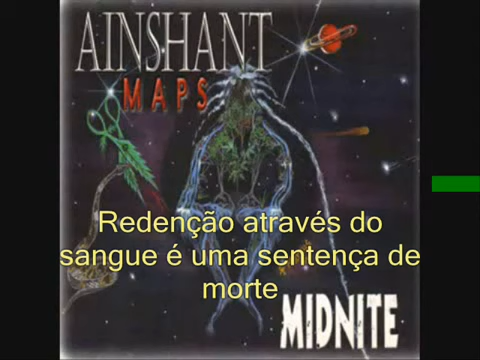 AINSHANT
MAPS
Redenção através do
sangue é uma sentença de
morte
MIDNITE